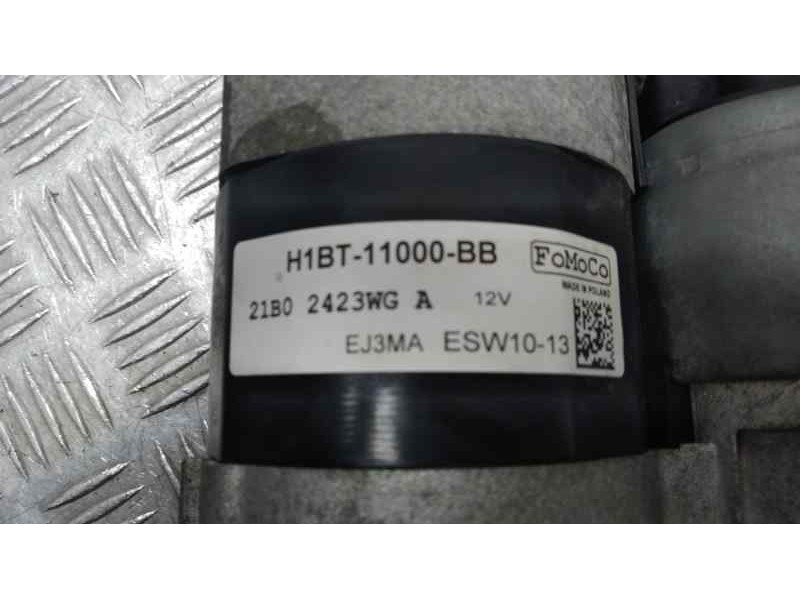 H1BT-11000-BB
FoMoCo
MADE IN POLAND
21B0 2423WG A 12V
EJ3MA ESW10-13